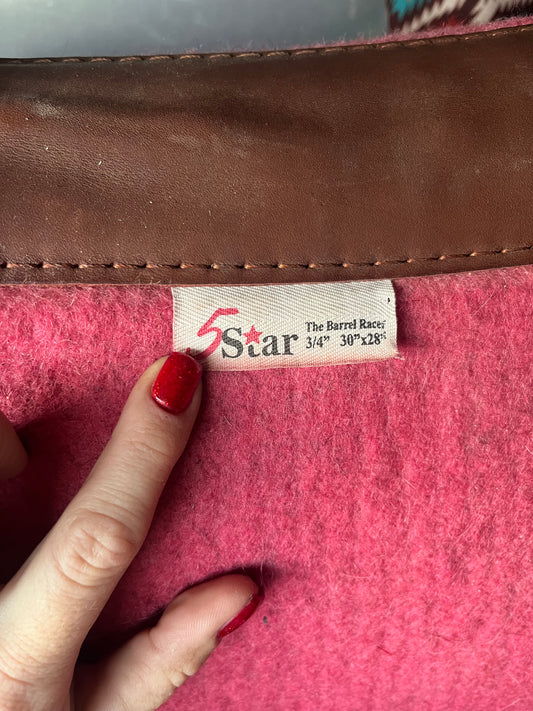 5Star
The Barrel Racer
3/4" 30"x28"